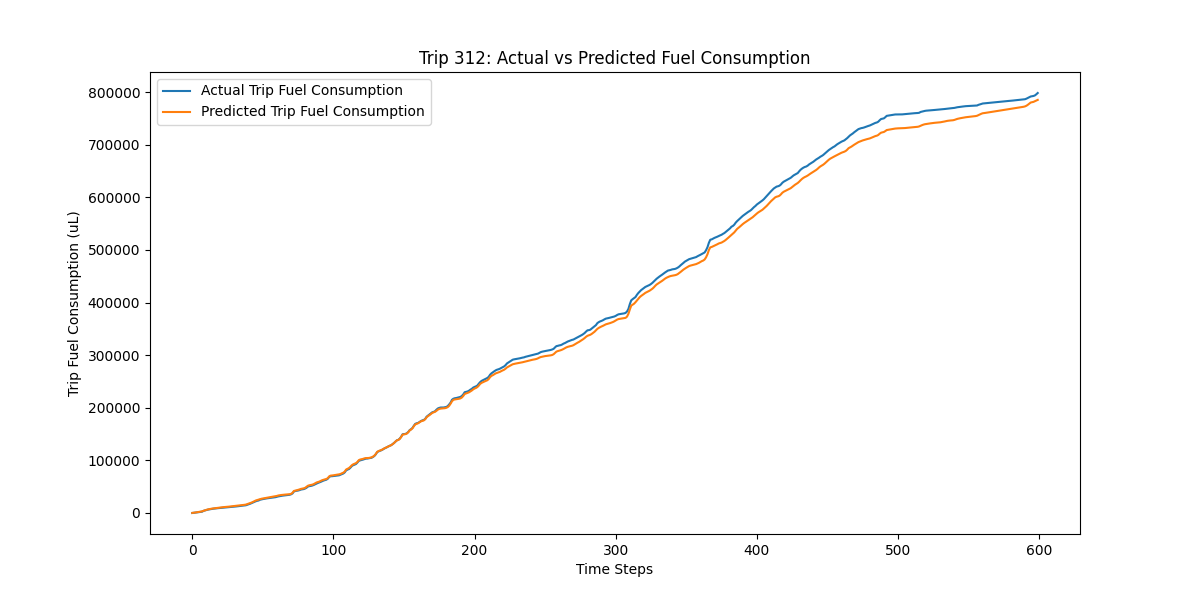 Trip 312: Actual vs Predicted Fuel Consumption
Actual Trip Fuel Consumption
Predicted Trip Fuel Consumption
Trip Fuel Consumption (uL)
800000
700000
600000
500000
400000
300000
200000
100000
0
0 100 200 300 400 500 600
Time Steps